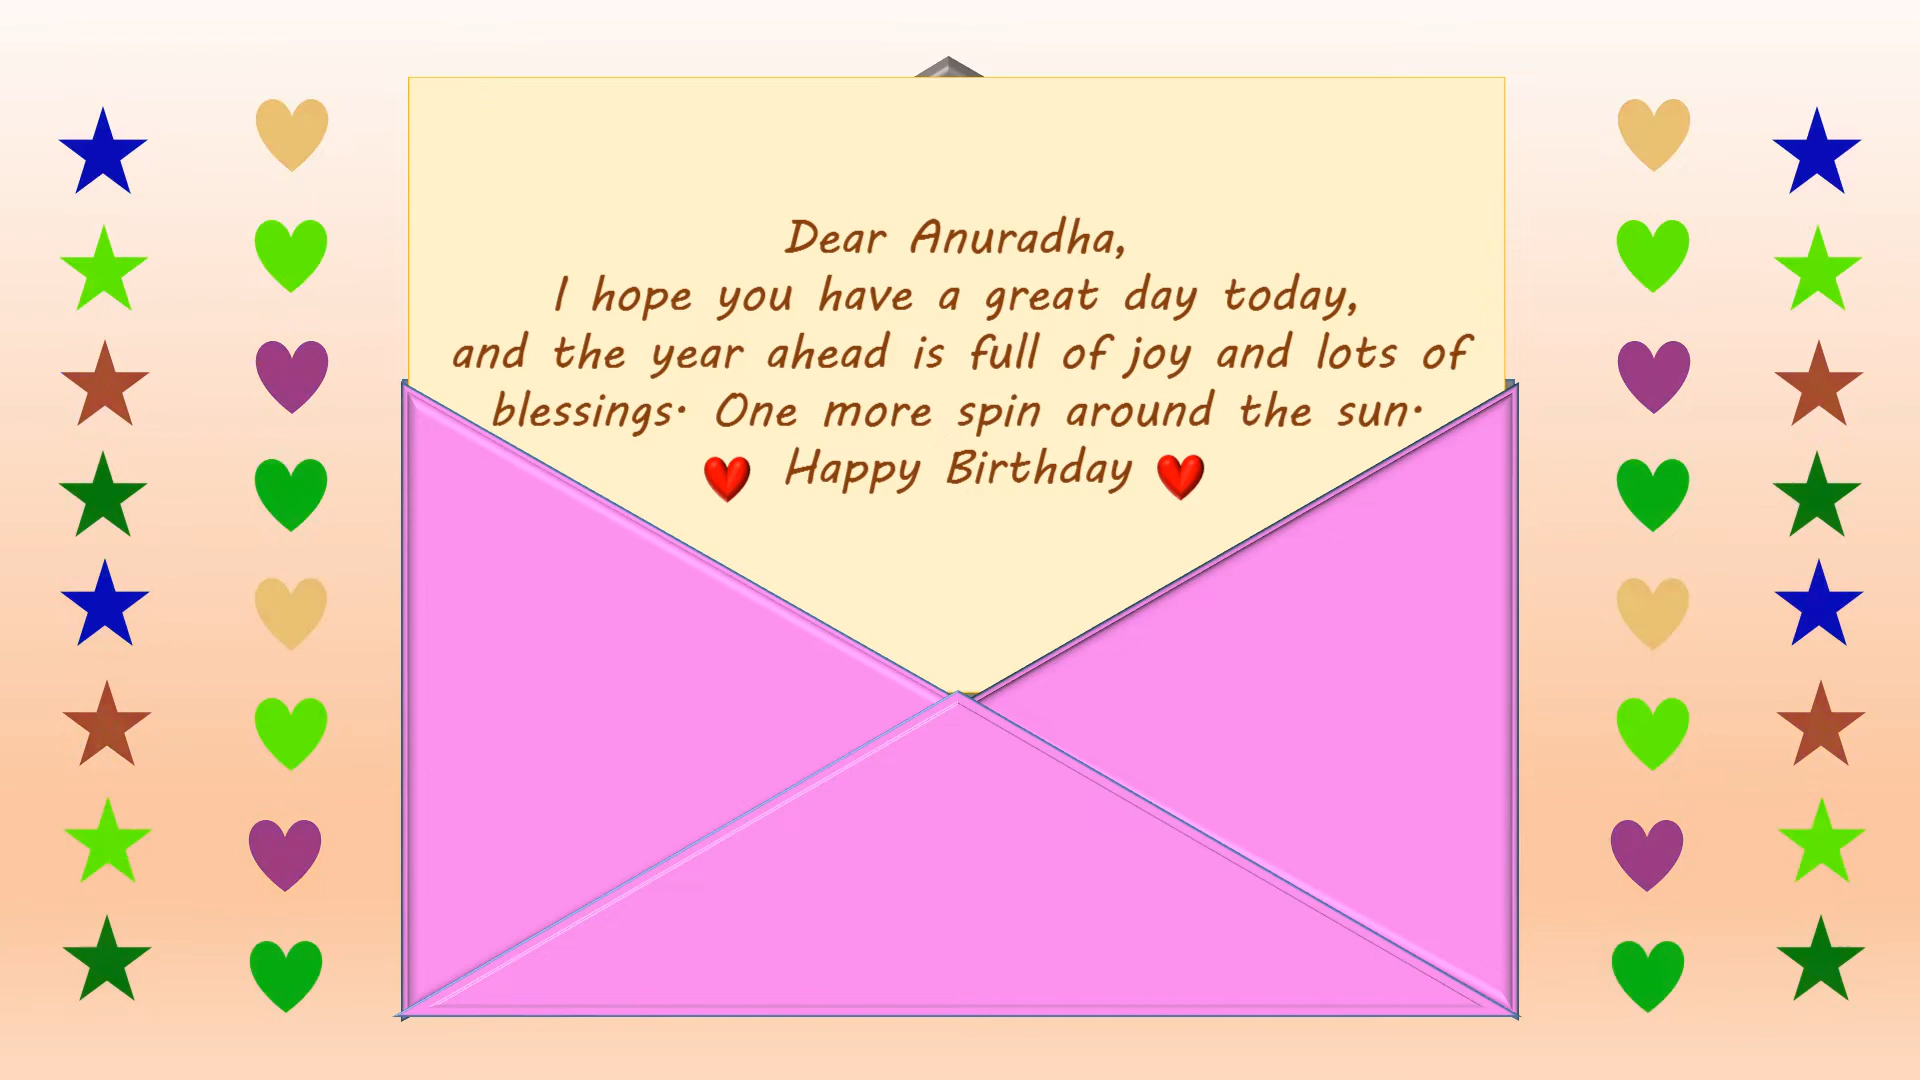 Dear Anuradha,
I hope you have a great day today,
and the year ahead is full of joy and lots of
blessings. One more spin around the sun.
Happy Birthday